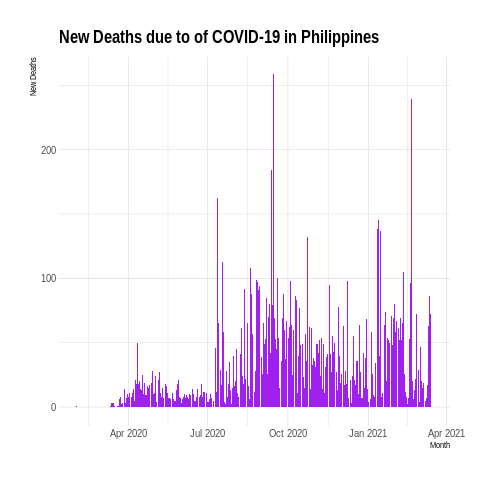 New Deaths due to of COVID-19 in Philippines
New Deaths
200
100
0
Apr 2020 Jul 2020 Oct 2020 Jan 2021 Apr 2021
Month